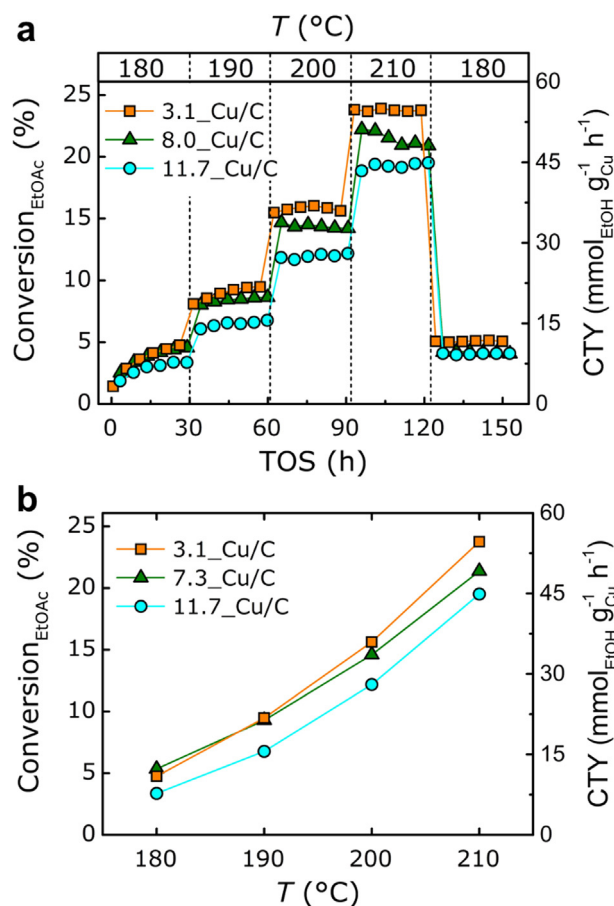 a
T (°C)
180 190 200 210 180
25
20
15
10
5
0
Conversion_EtOAc (%)
3.1_Cu/C
8.0_Cu/C
11.7_Cu/C
60
45
30
15
0
CTY (mmol_EtOH g_Cu^-1 h^-1)
0 30 60 90 120 150
TOS (h)
b
25
20
15
10
5
0
Conversion_EtOAc (%)
3.1_Cu/C
7.3_Cu/C
11.7_Cu/C
60
45
30
15
0
CTY (mmol_EtOH g_Cu^-1 h^-1)
180 190 200 210
T (°C)